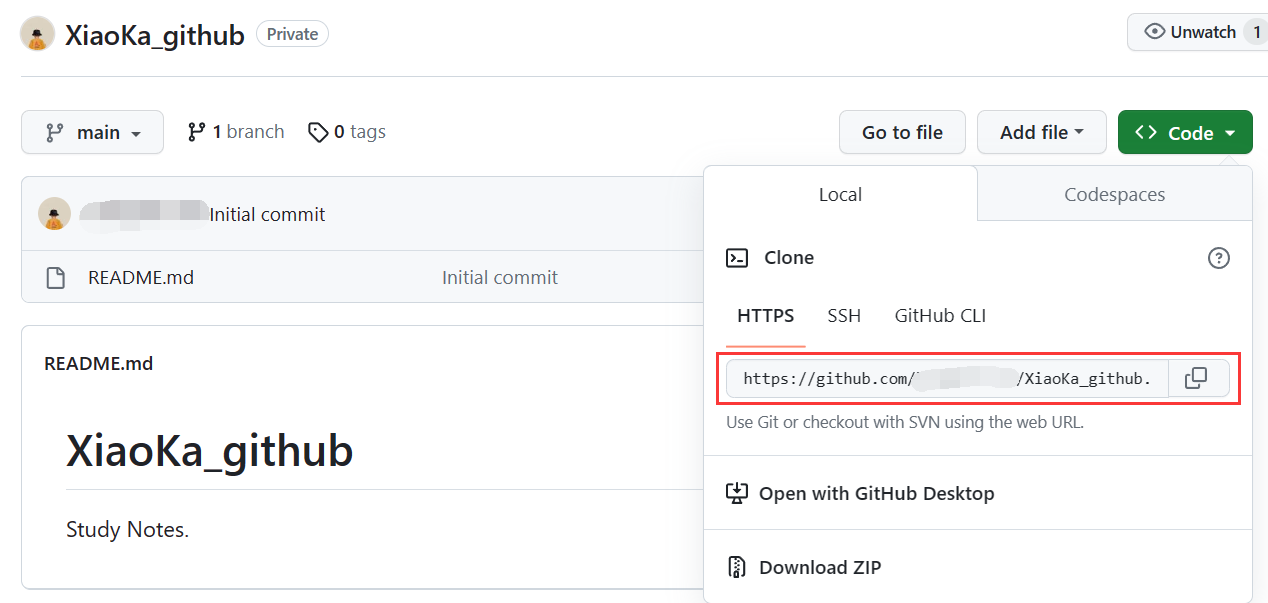 XiaoKa_github Private
Unwatch 1
main 1 branch 0 tags
Go to file Add file Code
Initial commit
README.md Initial commit
README.md
XiaoKa_github
Study Notes.
Local Codespaces
Clone
HTTPS SSH GitHub CLI
https://github.com/ /XiaoKa_github.
Use Git or checkout with SVN using the web URL.
Open with GitHub Desktop
Download ZIP